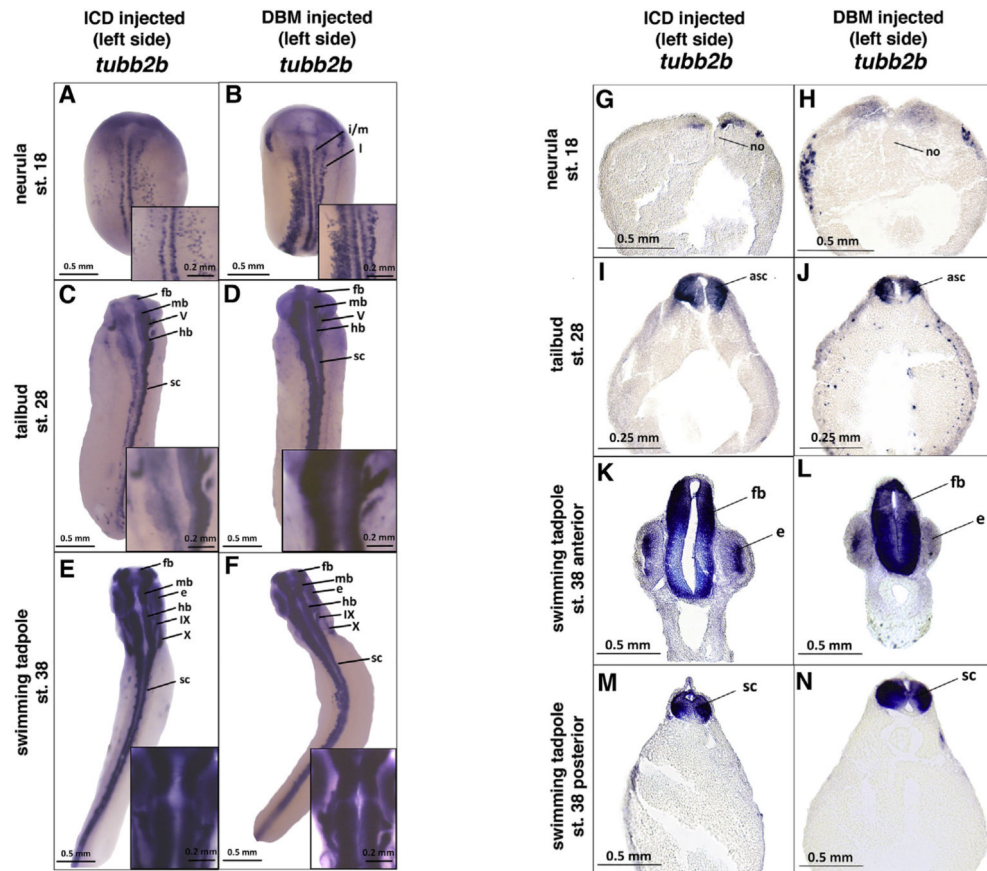 ICD injected
(left side)
tubb2b
DBM injected
(left side)
tubb2b
neurula
st. 18
A
0.5 mm
0.2 mm
B
i/m
l
0.5 mm
0.2 mm
tailbud
st. 28
C
fb
mb
V
hb
sc
0.5 mm
0.2 mm
D
fb
mb
V
hb
sc
0.5 mm
0.2 mm
swimming tadpole
st. 38
E
fb
mb
e
hb
IX
X
sc
0.5 mm
0.2 mm
F
fb
mb
e
hb
IX
X
sc
0.5 mm
0.2 mm
ICD injected
(left side)
tubb2b
DBM injected
(left side)
tubb2b
neurula
st. 18
G
no
0.5 mm
H
no
0.5 mm
tailbud
st. 28
I
asc
0.25 mm
J
asc
0.25 mm
swimming tadpole
st. 38 anterior
K
fb
e
0.5 mm
L
fb
e
0.5 mm
swimming tadpole
st. 38 posterior
M
sc
0.5 mm
N
sc
0.5 mm